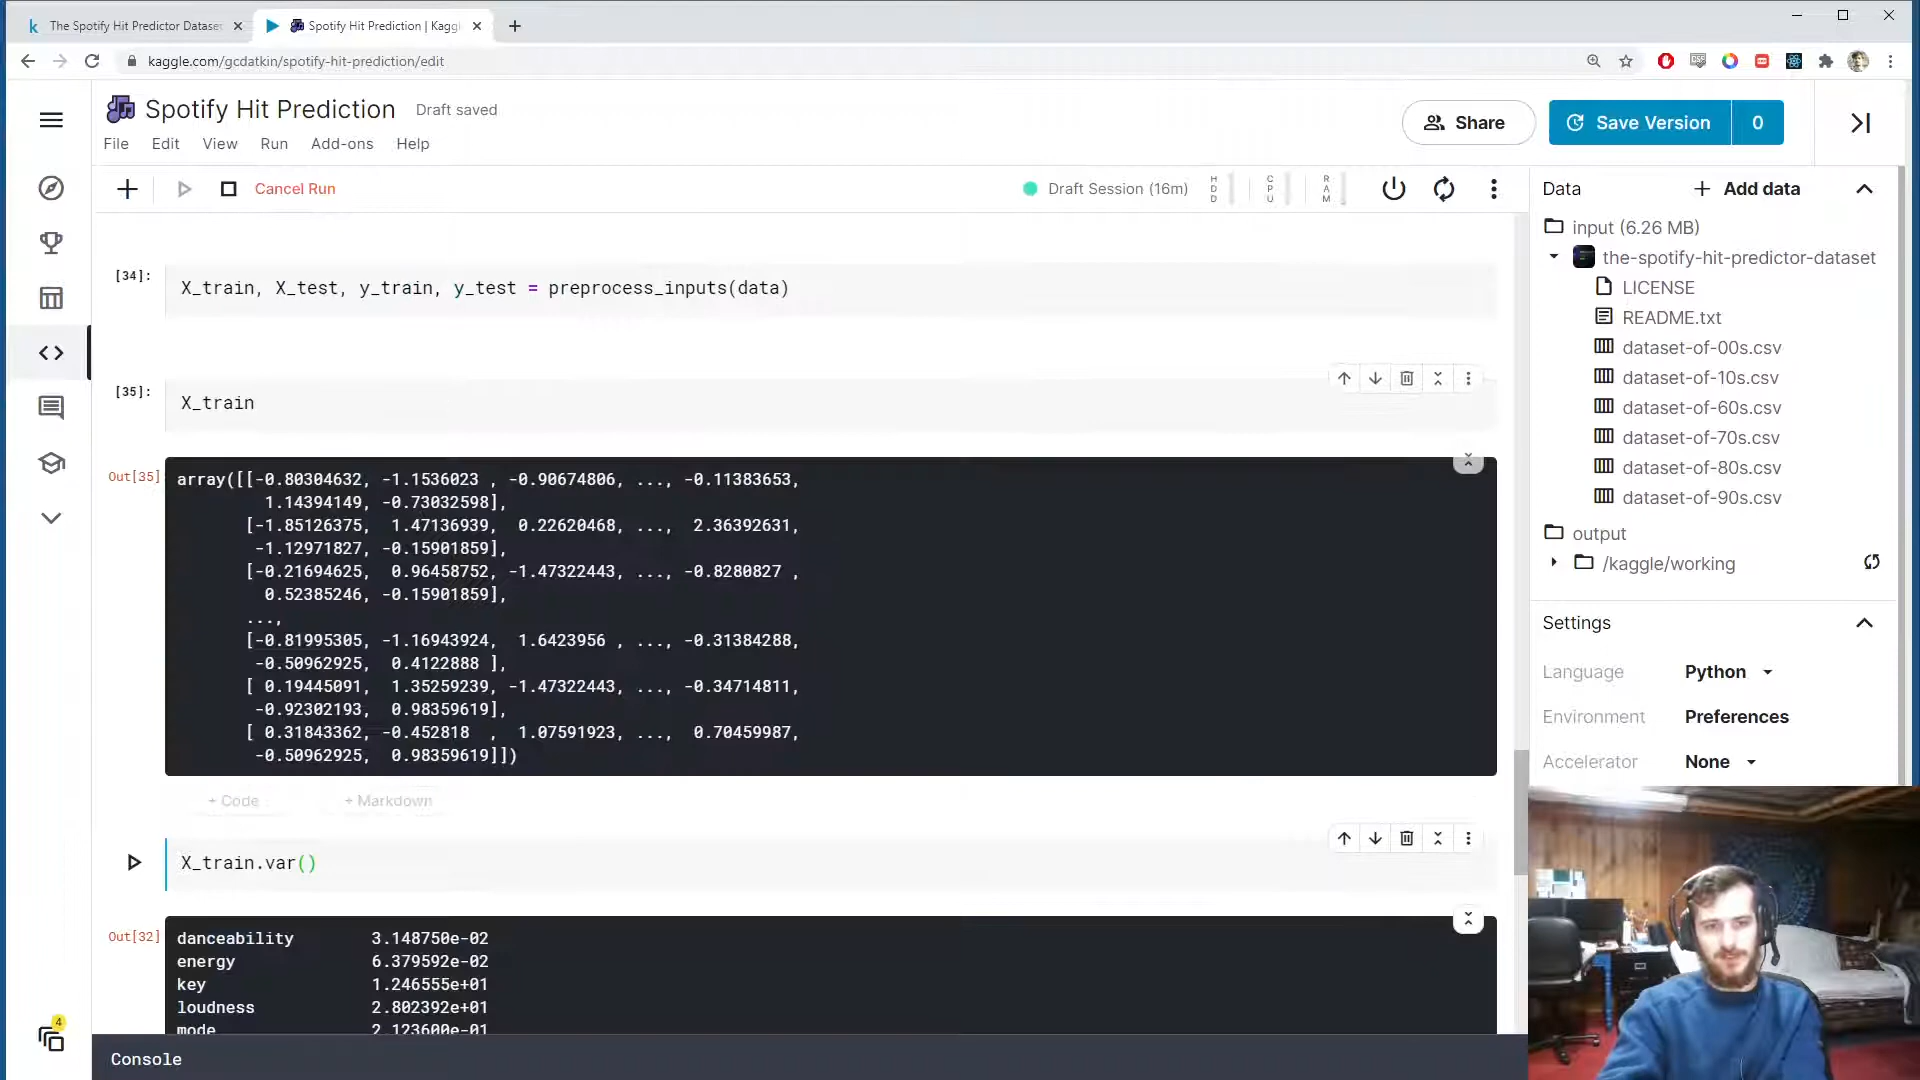 The Spotify Hit Predictor Dataset
Spotify Hit Prediction | Kaggl
kaggle.com/gcdatkin/spotify-hit-prediction/edit
Spotify Hit Prediction
Draft saved
Share
Save Version
0
File Edit View Run Add-ons Help
Cancel Run
Draft Session (16m)
HDD
CPU
RAM
Data
Add data
input (6.26 MB)
the-spotify-hit-predictor-dataset
LICENSE
README.txt
dataset-of-00s.csv
dataset-of-10s.csv
dataset-of-60s.csv
dataset-of-70s.csv
dataset-of-80s.csv
dataset-of-90s.csv
output
/kaggle/working
Settings
Language Python
Environment Preferences
Accelerator None
[34]:
X_train, X_test, y_train, y_test = preprocess_inputs(data)
[35]:
X_train
Out[35]
array([[-0.80304632, -1.1536023 , -0.90674806, ..., -0.11383653,
1.14394149, -0.73032598],
[-1.85126375, 1.47136939, 0.22620468, ..., 2.36392631,
-1.12971827, -0.15901859],
[-0.21694625, 0.96458752, -1.47322443, ..., -0.8280827 ,
0.52385246, -0.15901859],
...,
[-0.81995305, -1.16943924, 1.6423956 , ..., -0.31384288,
-0.50962925, 0.4122888 ],
[ 0.19445091, 1.35259239, -1.47322443, ..., -0.34714811,
-0.92302193, 0.98359619],
[ 0.31843362, -0.452818 , 1.07591923, ..., 0.70459987,
-0.50962925, 0.98359619]])
+ Code + Markdown
X_train.var()
Out[32]
danceability 3.148750e-02
energy 6.379592e-02
key 1.246555e+01
loudness 2.802392e+01
mode 2.123600e-01
4
Console